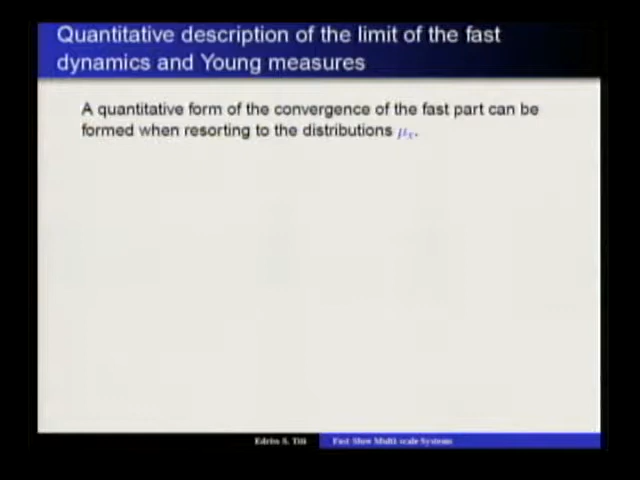 Quantitative description of the limit of the fast
dynamics and Young measures
A quantitative form of the convergence of the fast part can be
formed when resorting to the distributions μₓ.
Edriss S. Titi
Fast Slow Multi scale Systems